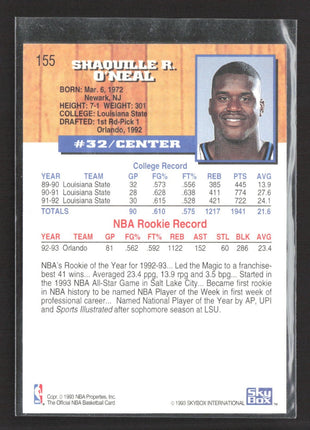 155
SHAQUILLE R.
O'NEAL
BORN: Mar. 6, 1972
Newark, NJ
HEIGHT: 7-1 WEIGHT: 301
COLLEGE: Louisiana State
DRAFTED: 1st Rd-Pick 1
Orlando, 1992
#32/CENTER
College Record
YEAR TEAM GP FG% FT% REB PTS AVG
89-90 Louisiana State 32 .573 .556 385 445 13.9
90-91 Louisiana State 28 .628 .638 411 774 27.6
91-92 Louisiana State 30 .615 .528 421 722 24.1
TOTALS 90 .610 .575 1217 1941 21.6
NBA Rookie Record
YEAR TEAM GP FG% FT% REB AST STL BLK AVG
92-93 Orlando 81 .562 .592 1122 152 60 286 23.4
NBA's Rookie of the Year for 1992-93... Led the Magic to a franchise-
best 41 wins... Averaged 23.4 ppg, 13.9 rpg and 3.5 bpg... Started in
the 1993 NBA All-Star Game in Salt Lake City... Became first rookie
in NBA history to be named NBA Player of the Week in first week of
professional career... Named National Player of the Year by AP, UPI
and Sports Illustrated after sophomore season at LSU.
Copr. © 1993 NBA Properties, Inc.
The Official NBA Basketball Card
© 1993 SKYBOX INTERNATIONAL
SkyBox